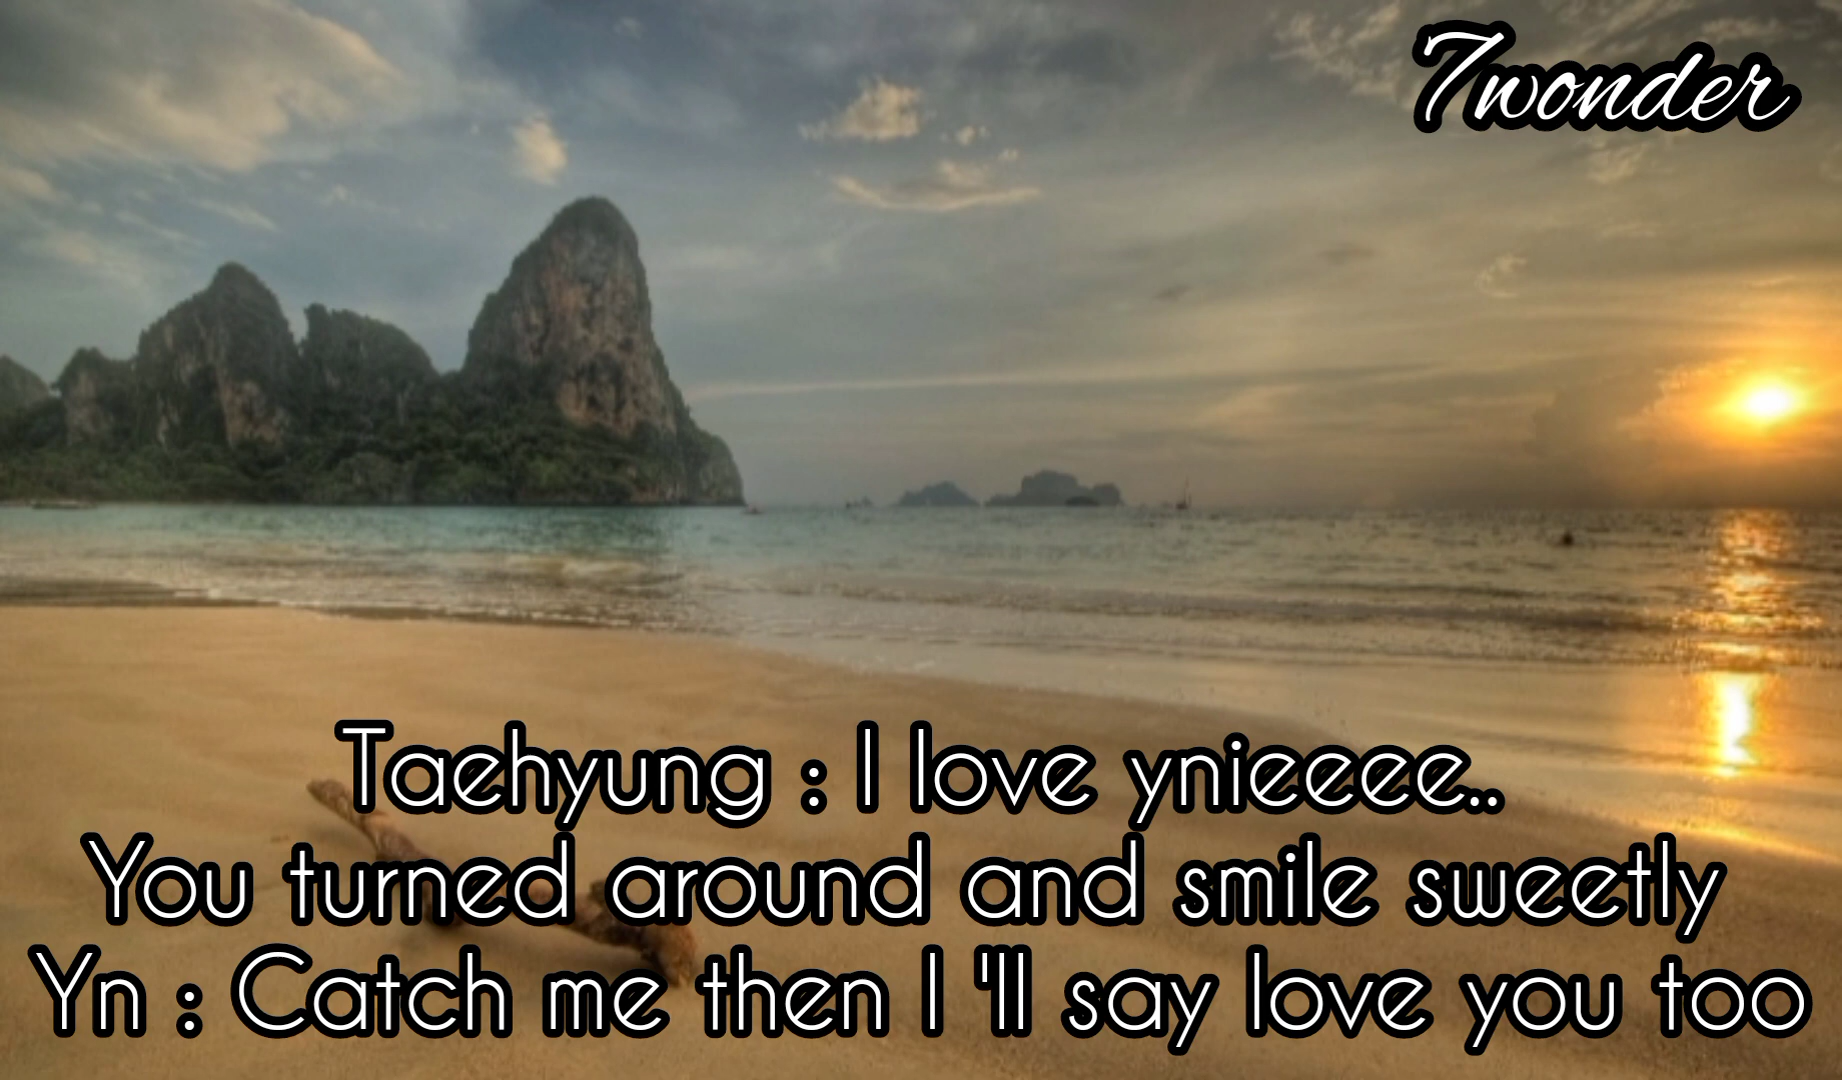 7wonder
Taehyung : I love ynieeee..
You turned around and smile sweetly
Yn : Catch me then I 'll say love you too